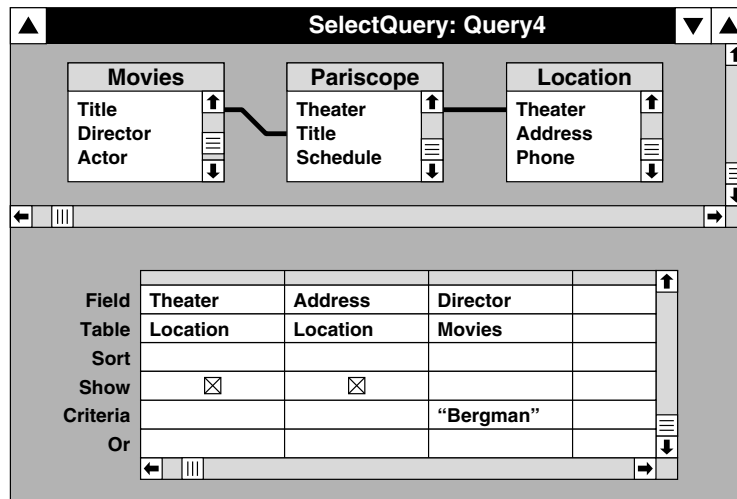 SelectQuery: Query4
Movies Pariscope Location
Title Theater Theater
Director Title Address
Actor Schedule Phone
Field Theater Address Director
Table Location Location Movies
Sort
Show
Criteria “Bergman”
Or